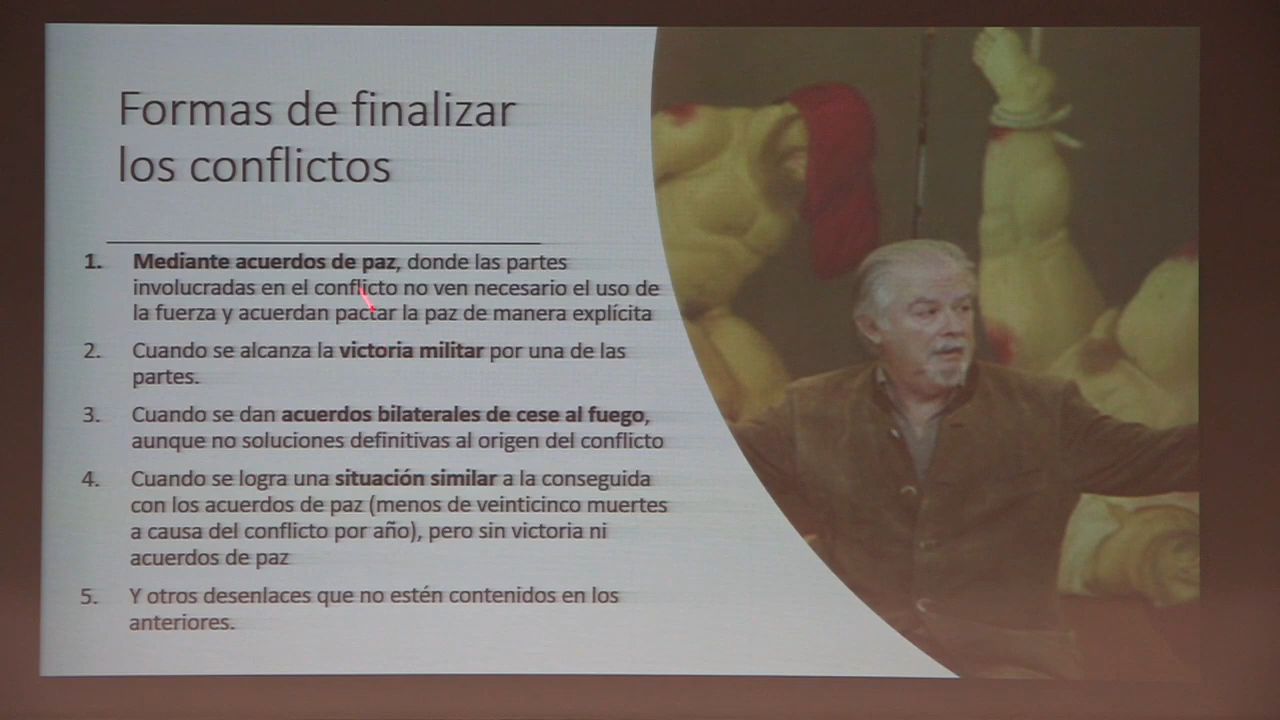 Formas de finalizar
los conflictos
1. Mediante acuerdos de paz, donde las partes
involucradas en el conflicto no ven necesario el uso de
la fuerza y acuerdan pactar la paz de manera explícita
2. Cuando se alcanza la victoria militar por una de las
partes.
3. Cuando se dan acuerdos bilaterales de cese al fuego,
aunque no soluciones definitivas al origen del conflicto
4. Cuando se logra una situación similar a la conseguida
con los acuerdos de paz (menos de veinticinco muertes
a causa del conflicto por año), pero sin victoria ni
acuerdos de paz
5. Y otros desenlaces que no estén contenidos en los
anteriores.